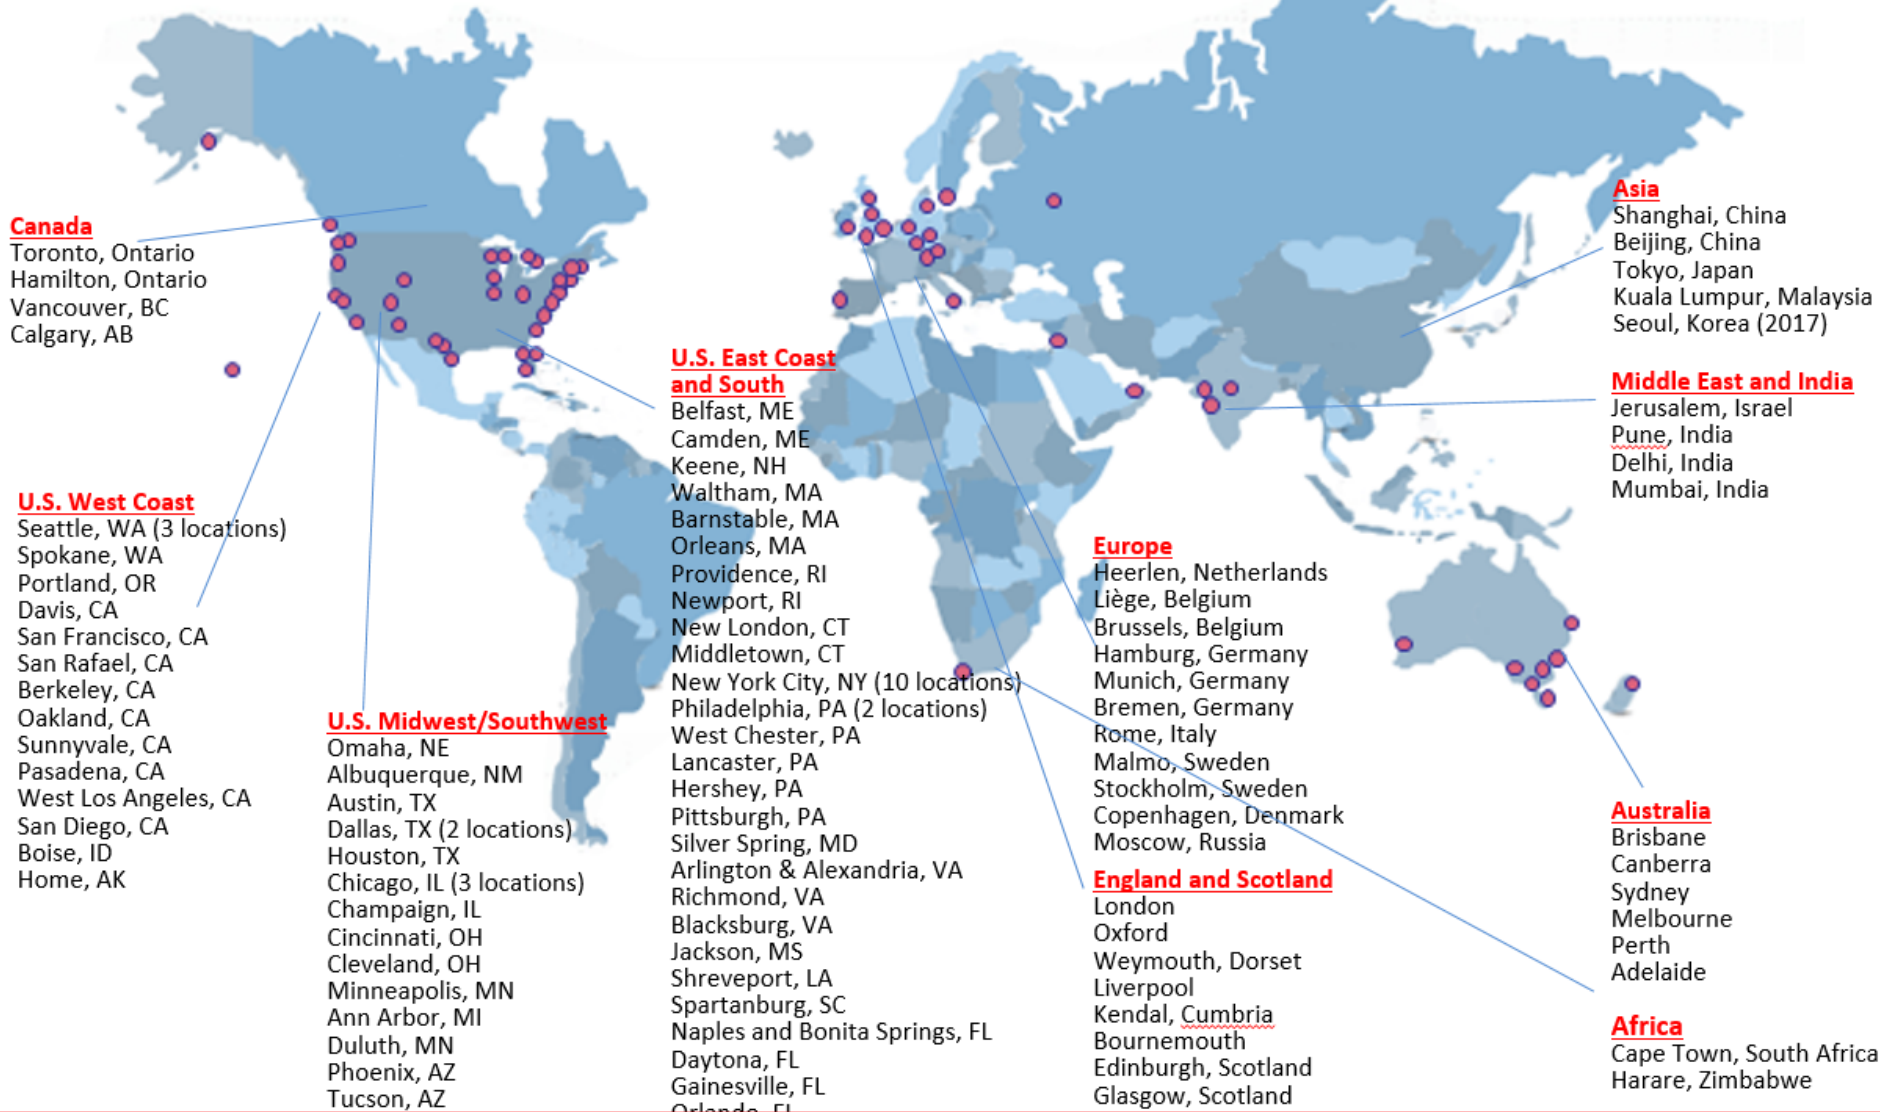 Canada
Toronto, Ontario
Hamilton, Ontario
Vancouver, BC
Calgary, AB
U.S. West Coast
Seattle, WA (3 locations)
Spokane, WA
Portland, OR
Davis, CA
San Francisco, CA
San Rafael, CA
Berkeley, CA
Oakland, CA
Sunnyvale, CA
Pasadena, CA
West Los Angeles, CA
San Diego, CA
Boise, ID
Home, AK
U.S. Midwest/Southwest
Omaha, NE
Albuquerque, NM
Austin, TX
Dallas, TX (2 locations)
Houston, TX
Chicago, IL (3 locations)
Champaign, IL
Cincinnati, OH
Cleveland, OH
Minneapolis, MN
Ann Arbor, MI
Duluth, MN
Phoenix, AZ
Tucson, AZ
U.S. East Coast
and South
Belfast, ME
Camden, ME
Keene, NH
Waltham, MA
Barnstable, MA
Orleans, MA
Providence, RI
Newport, RI
New London, CT
Middletown, CT
New York City, NY (10 locations)
Philadelphia, PA (2 locations)
West Chester, PA
Lancaster, PA
Hershey, PA
Pittsburgh, PA
Silver Spring, MD
Arlington & Alexandria, VA
Richmond, VA
Blacksburg, VA
Jackson, MS
Shreveport, LA
Spartanburg, SC
Naples and Bonita Springs, FL
Daytona, FL
Gainesville, FL
Orlando, FL
Europe
Heerlen, Netherlands
Liège, Belgium
Brussels, Belgium
Hamburg, Germany
Munich, Germany
Bremen, Germany
Rome, Italy
Malmo, Sweden
Stockholm, Sweden
Copenhagen, Denmark
Moscow, Russia
England and Scotland
London
Oxford
Weymouth, Dorset
Liverpool
Kendal, Cumbria
Bournemouth
Edinburgh, Scotland
Glasgow, Scotland
Asia
Shanghai, China
Beijing, China
Tokyo, Japan
Kuala Lumpur, Malaysia
Seoul, Korea (2017)
Middle East and India
Jerusalem, Israel
Pune, India
Delhi, India
Mumbai, India
Australia
Brisbane
Canberra
Sydney
Melbourne
Perth
Adelaide
Africa
Cape Town, South Africa
Harare, Zimbabwe